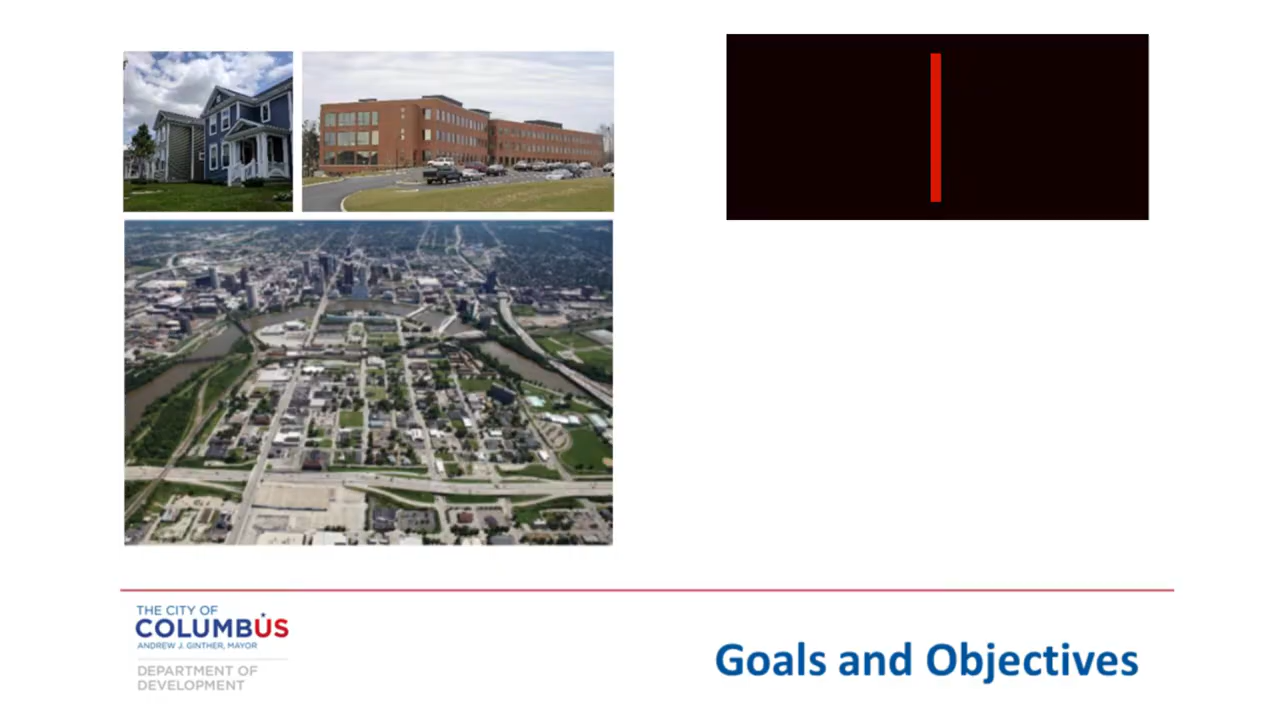 THE CITY OF
COLUMBUS
ANDREW J. GINTHER, MAYOR
DEPARTMENT OF
DEVELOPMENT
Goals and Objectives